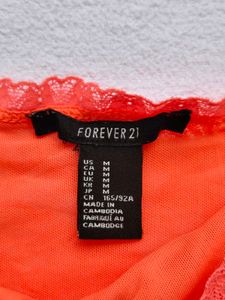 FOREVER 21
US M
CA M
EU M
UK M
KR M
JP M
CN 165/92A
MADE IN
CAMBODIA
FABRIQUÉ AU
CAMBODGE